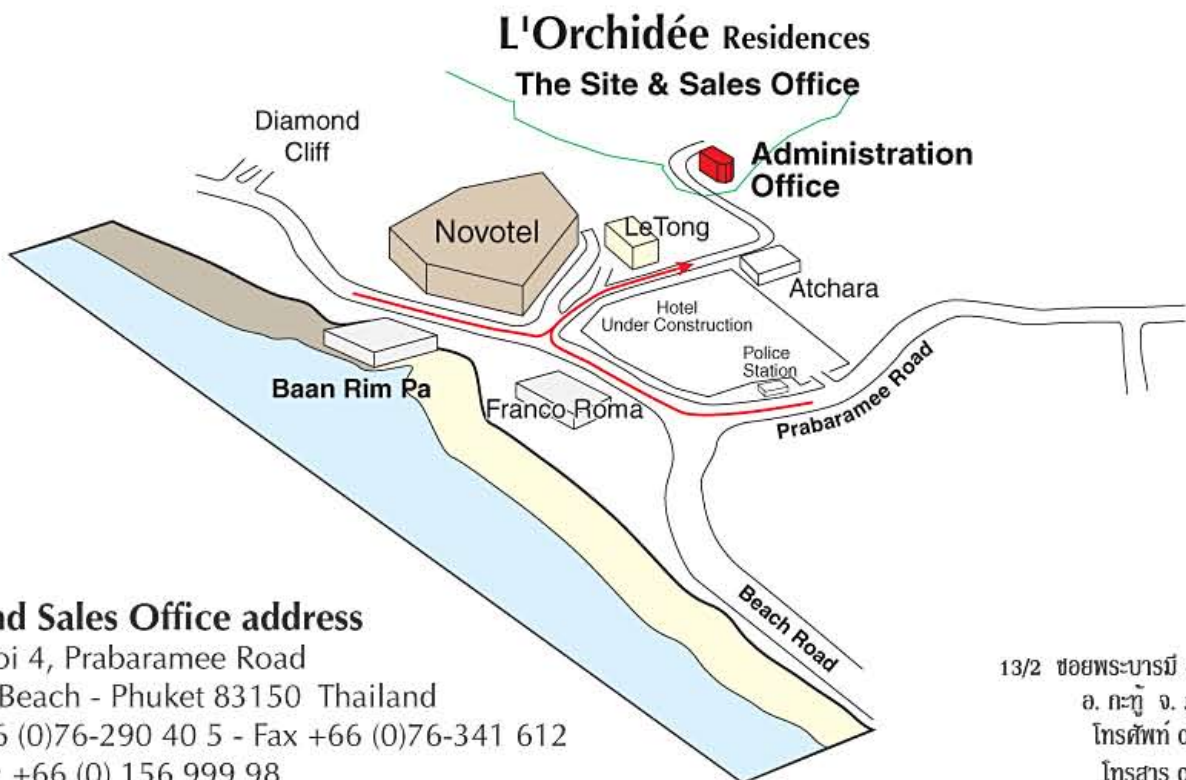 L'Orchidée Residences
The Site & Sales Office
Diamond
Cliff
Administration
Office
Novotel
LeTong
Atchara
Hotel
Under Construction
Police
Station
Baan Rim Pa
Franco Roma
Prabaramee Road
Beach Road
Sales Office address
4, Prabaramee Road
Beach - Phuket 83150 Thailand
(0)76-290 40 5 - Fax +66 (0)76-341 612
+66 (0) 156 999 98
13/2 ซอยพระบารมี
อ. กะทู้ จ.
โทรศัพท์
โทรสาร